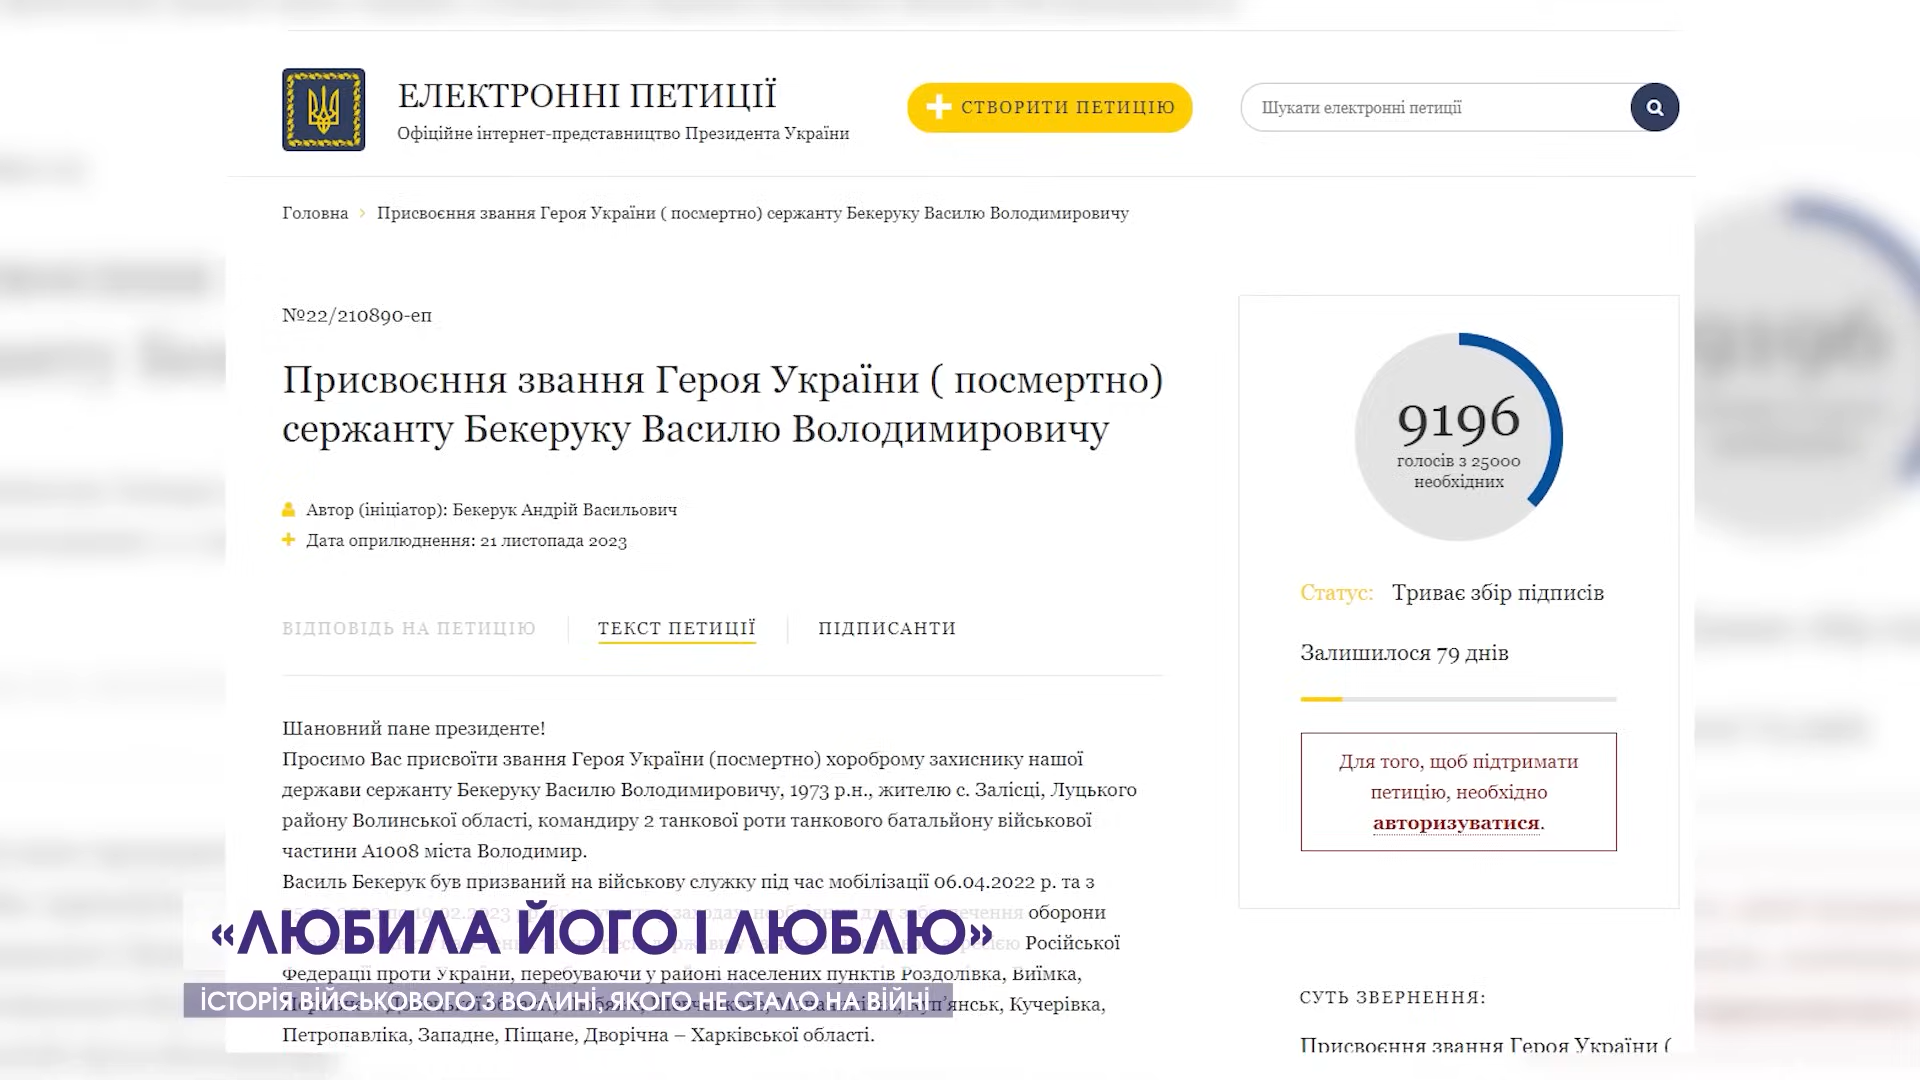 ЕЛЕКТРОННІ ПЕТИЦІЇ
Офіційне інтернет-представництво Президента України
СТВОРИТИ ПЕТИЦІЮ
Шукати електронні петиції
Головна > Присвоєння звання Героя України ( посмертно) сержанту Бекеруку Василю Володимировичу
№22/210890-еп
Присвоєння звання Героя України ( посмертно)
сержанту Бекеруку Василю Володимировичу
Автор (ініціатор): Бекерук Андрій Васильович
Дата оприлюднення: 21 листопада 2023
ВІДПОВІДЬ НА ПЕТИЦІЮ
ТЕКСТ ПЕТИЦІЇ
ПІДПИСАНТИ
Шановний пане президенте!
Просимо Вас присвоїти звання Героя України (посмертно) хороброму захиснику нашої
держави сержанту Бекеруку Василю Володимировичу, 1973 р.н., жителю с. Залісці, Луцького
району Волинської області, командиру 2 танкової роти танкового батальйону військової
частини А1008 міста Володимир.
Василь Бекерук був призваний на військову службу під час мобілізації 06.04.2022 р. та з
оборони
Російської
Федерації проти України, перебуваючи у районі населених пунктів Роздолівка, Виїмка,
Кучерівка,
Петропавліка, Западне, Піщане, Дворічна – Харківської області.
9196
голосів з 25000
необхідних
Статус: Триває збір підписів
Залишилося 79 днів
Для того, щоб підтримати
петицію, необхідно
авторизуватися.
СУТЬ ЗВЕРНЕННЯ:
Присвоєння звання Героя України (
«ЛЮБИЛА ЙОГО І ЛЮБЛЮ»
ІСТОРІЯ ВІЙСЬКОВОГО З ВОЛИНІ, ЯКОГО НЕ СТАЛО НА ВІЙНІ